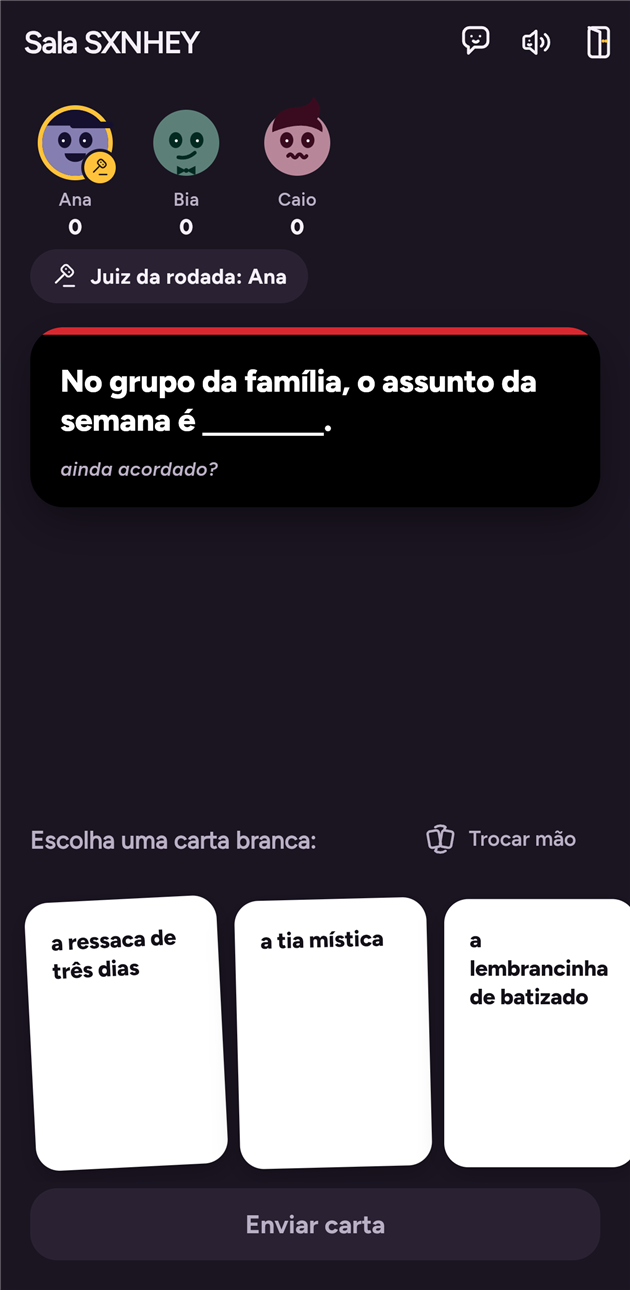 Sala SXNHEY
Ana
Bia
Caio
0
0
0
Juiz da rodada: Ana
No grupo da família, o assunto da
semana é ________.
ainda acordado?
Escolha uma carta branca:
Trocar mão
a ressaca de
três dias
a tia mística
a
lembrancinha
de batizado
Enviar carta